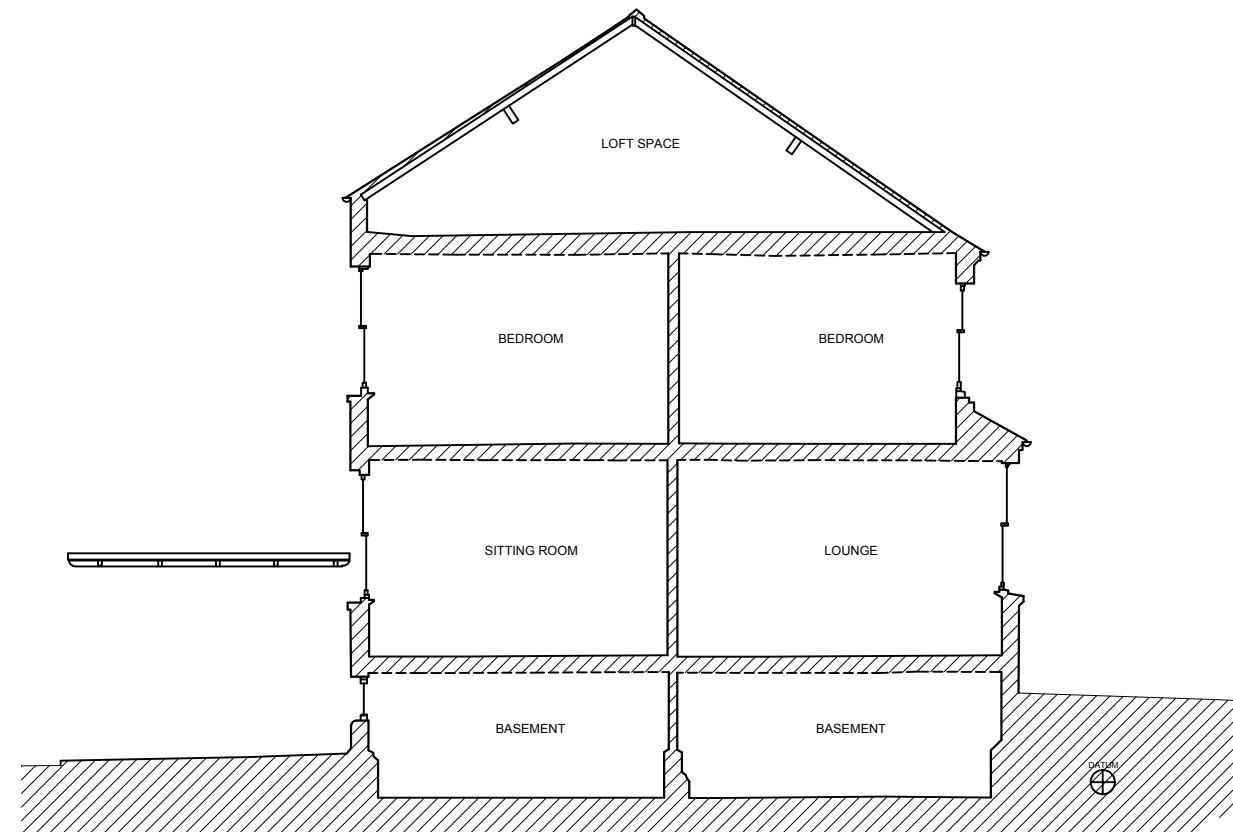 LOFT SPACE
BEDROOM
BEDROOM
SITTING ROOM
LOUNGE
BASEMENT
BASEMENT
DATUM